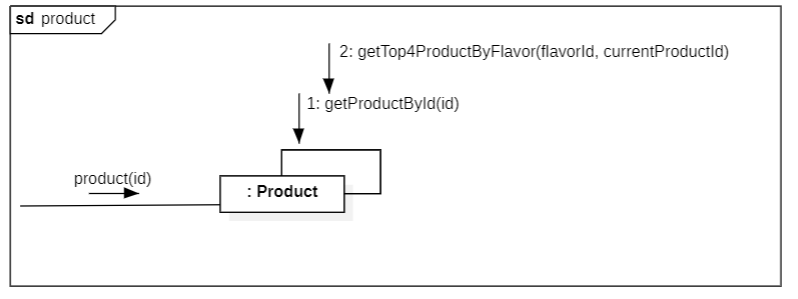 sd product
2: getTop4ProductByFlavor(flavorId, currentProductId)
1: getProductById(id)
product(id)
: Product